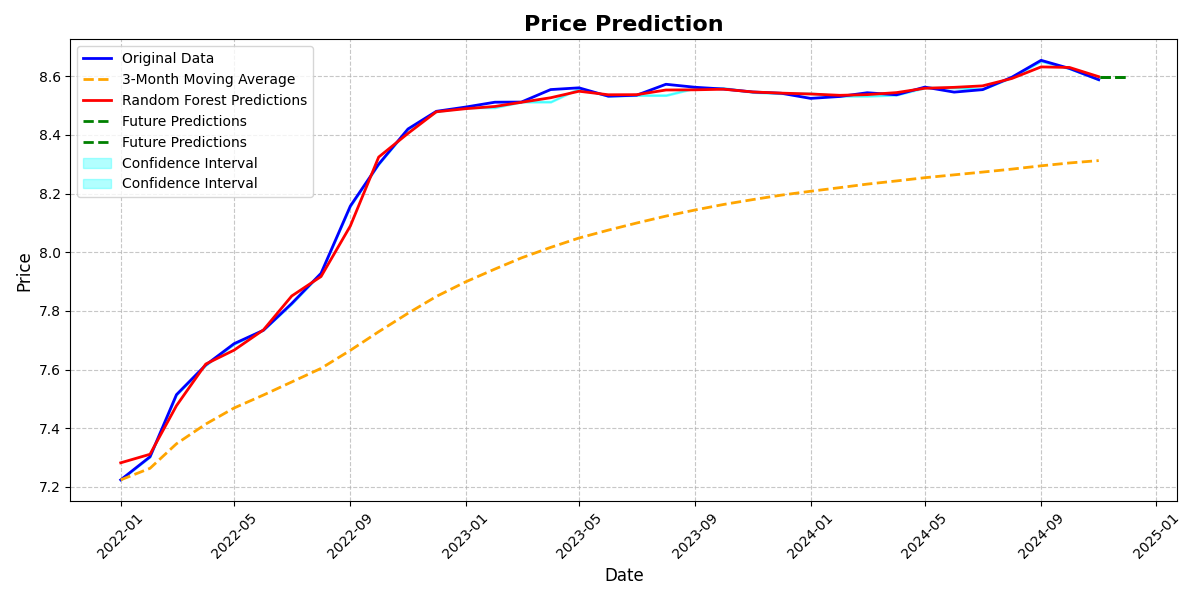 Price Prediction
Original Data
3-Month Moving Average
Random Forest Predictions
Future Predictions
Future Predictions
Confidence Interval
Confidence Interval
Price
8.6
8.4
8.2
8.0
7.8
7.6
7.4
7.2
2022-01
2022-05
2022-09
2023-01
2023-05
2023-09
2024-01
2024-05
2024-09
2025-01
Date